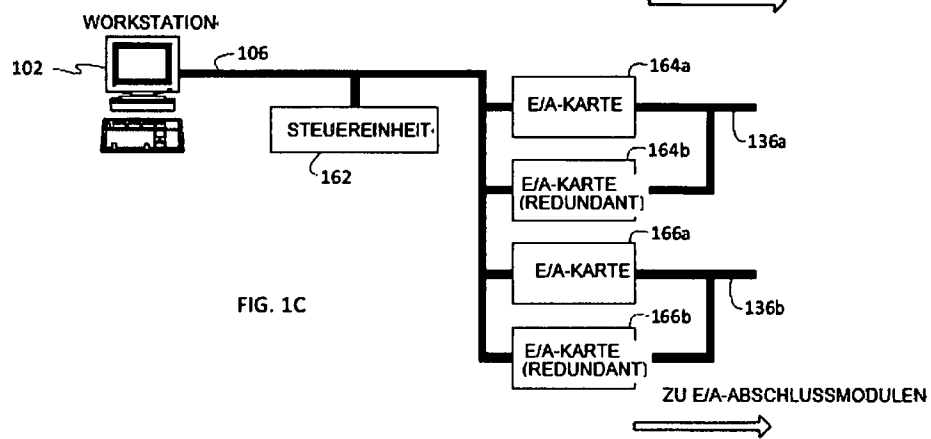 WORKSTATION
102
106
STEUEREINHEIT
162
164a
E/A-KARTE
136a
164b
E/A-KARTE
(REDUNDANT)
166a
E/A-KARTE
136b
166b
E/A-KARTE
(REDUNDANT)
FIG. 1C
ZU E/A-ABSCHLUSSMODULEN